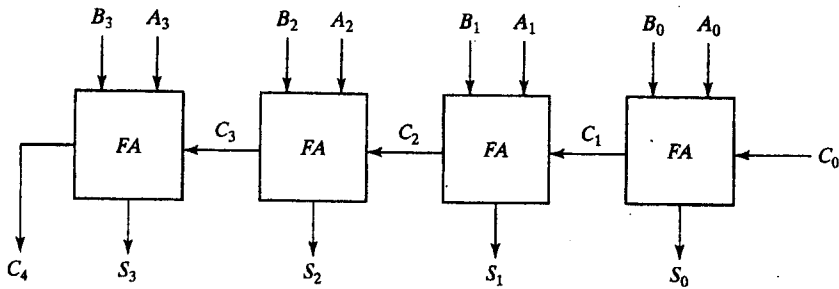 B₃ A₃ B₂ A₂ B₁ A₁ B₀ A₀
FA C₃ FA C₂ FA C₁ FA C₀
C₄ S₃ S₂ S₁ S₀